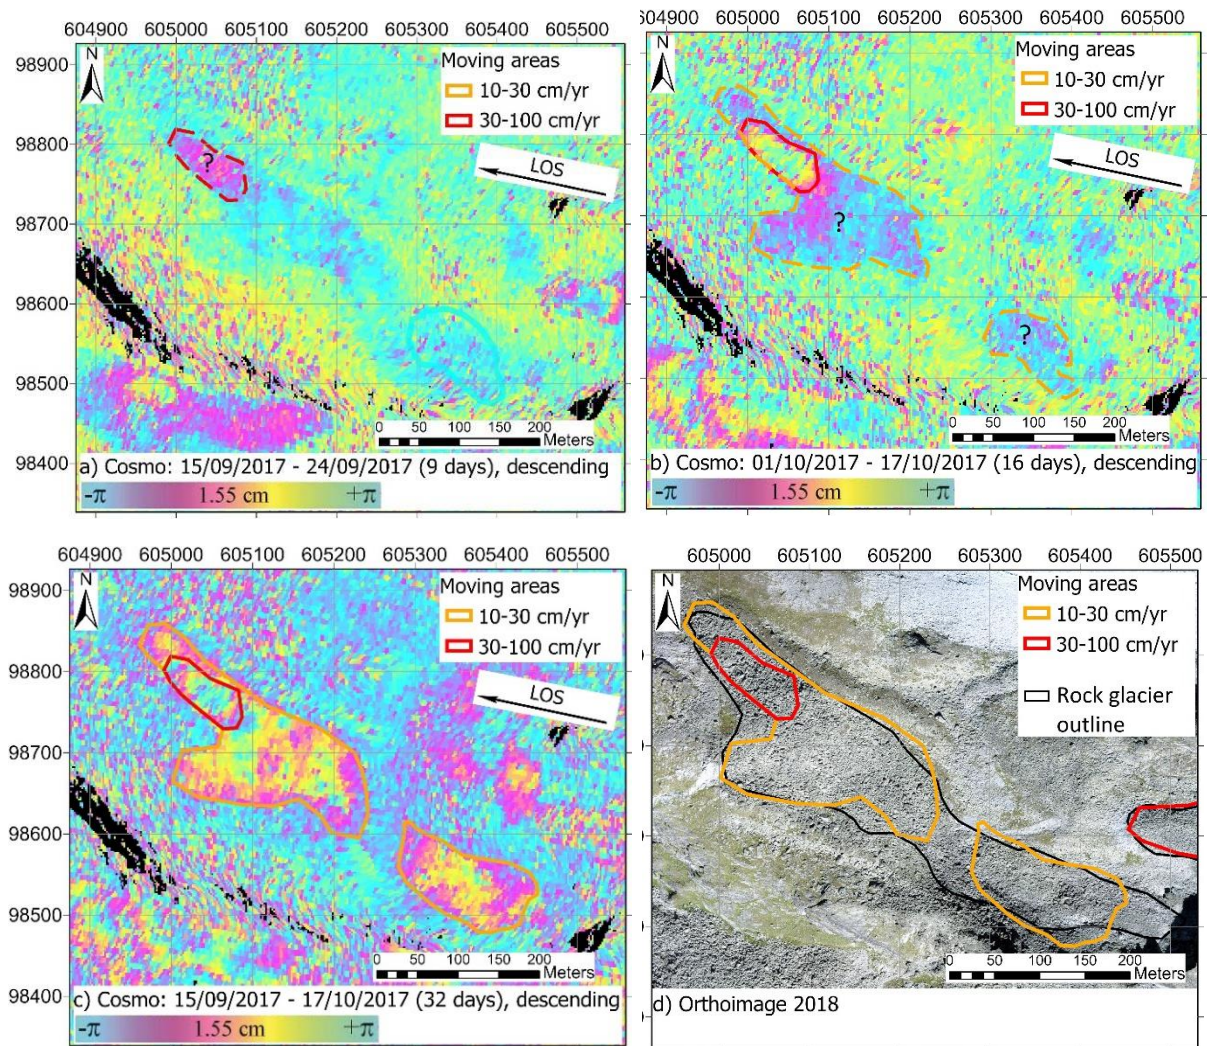 604900 605000 605100 605200 605300 605400 605500
98900
98800
98700
98600
98500
98400
N
Moving areas
10-30 cm/yr
30-100 cm/yr
LOS
?
0 50 100 150 200
Meters
a) Cosmo: 15/09/2017 - 24/09/2017 (9 days), descending
-π 1.55 cm +π
604900 605000 605100 605200 605300 605400 605500
N
Moving areas
10-30 cm/yr
30-100 cm/yr
LOS
?
?
0 50 100 150 200
Meters
b) Cosmo: 01/10/2017 - 17/10/2017 (16 days), descending
-π 1.55 cm +π
604900 605000 605100 605200 605300 605400 605500
98900
98800
98700
98600
98500
98400
N
Moving areas
10-30 cm/yr
30-100 cm/yr
LOS
0 50 100 150 200
Meters
c) Cosmo: 15/09/2017 - 17/10/2017 (32 days), descending
-π 1.55 cm +π
605000 605100 605200 605300 605400 605500
N
Moving areas
10-30 cm/yr
30-100 cm/yr
Rock glacier
outline
0 50 100 150 200
Meters
d) Orthoimage 2018